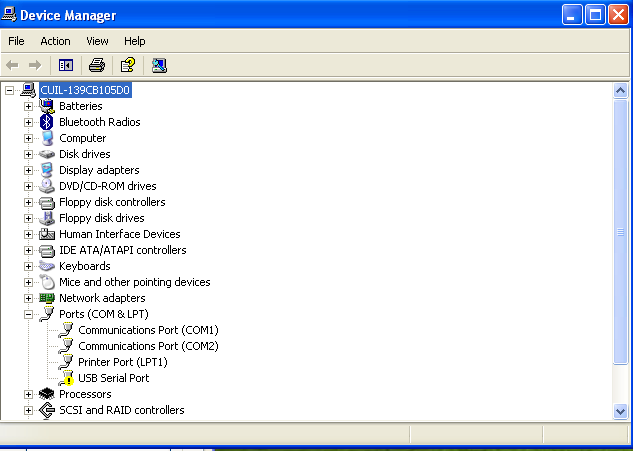 Device Manager
File Action View Help
CUIL-139CB105D0
Batteries
Bluetooth Radios
Computer
Disk drives
Display adapters
DVD/CD-ROM drives
Floppy disk controllers
Floppy disk drives
Human Interface Devices
IDE ATA/ATAPI controllers
Keyboards
Mice and other pointing devices
Network adapters
Ports (COM & LPT)
Communications Port (COM1)
Communications Port (COM2)
Printer Port (LPT1)
USB Serial Port
Processors
SCSI and RAID controllers